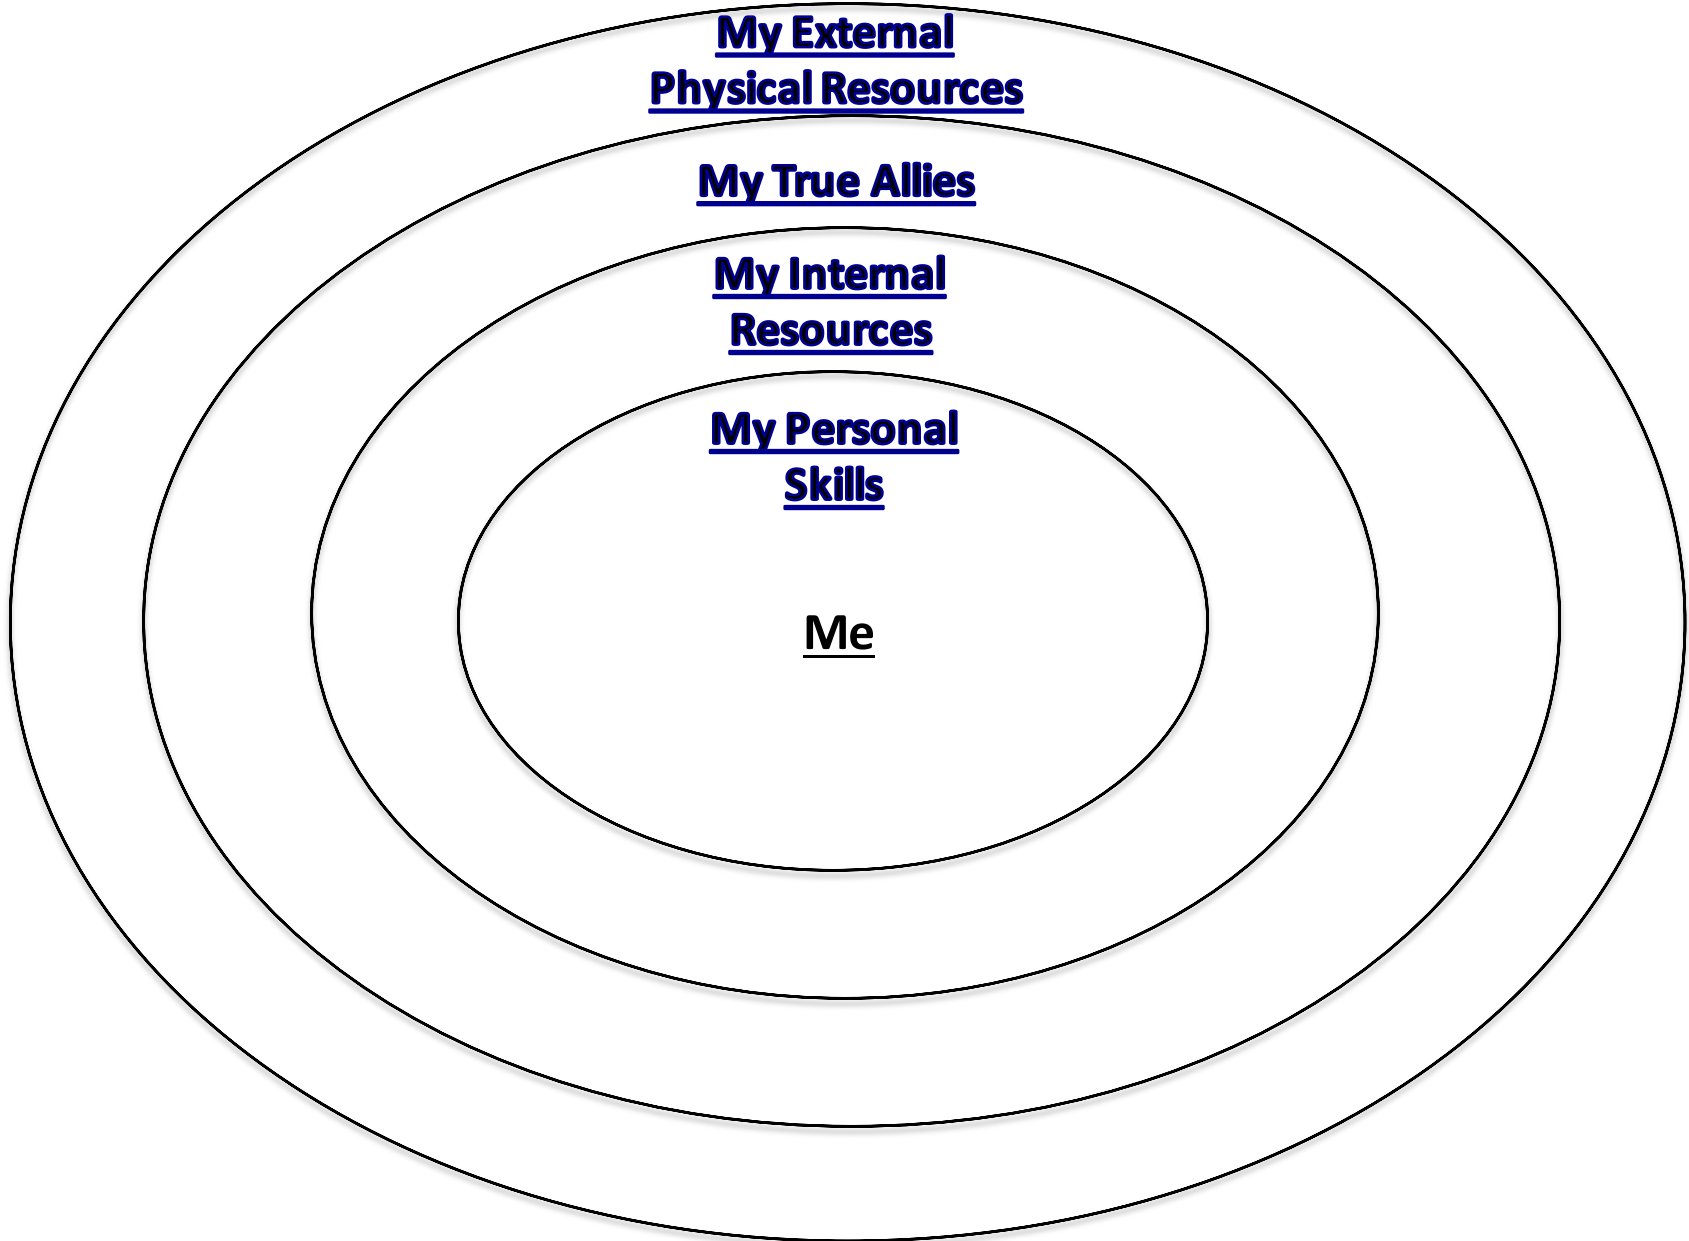 My External
Physical Resources
My True Allies
My Internal
Resources
My Personal
Skills
Me